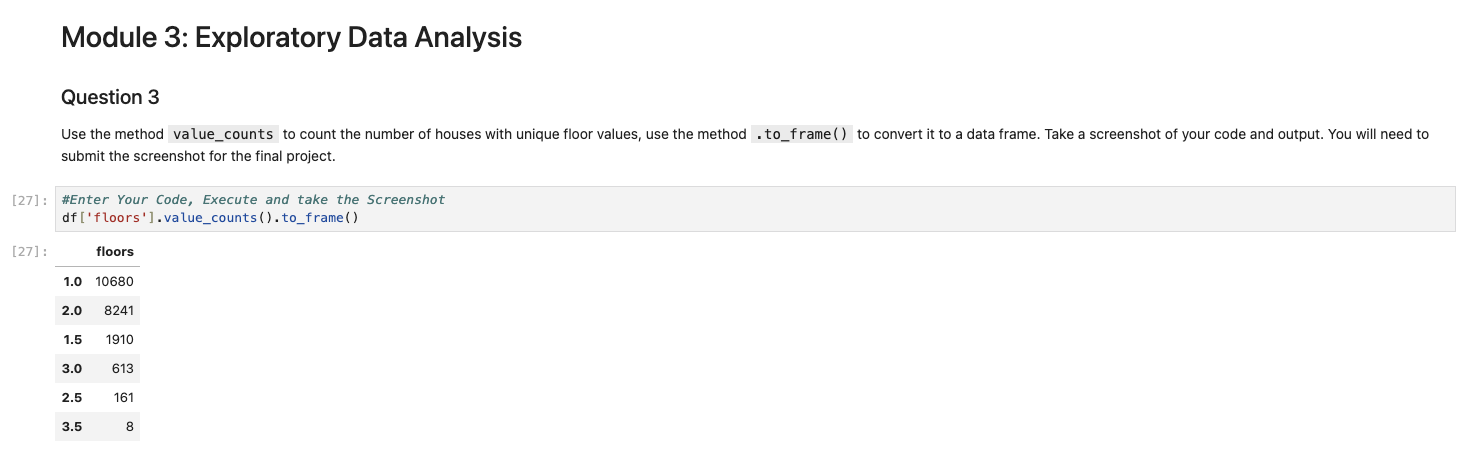 Module 3: Exploratory Data Analysis
Question 3
Use the method value_counts to count the number of houses with unique floor values, use the method .to_frame() to convert it to a data frame. Take a screenshot of your code and output. You will need to
submit the screenshot for the final project.
[27]: #Enter Your Code, Execute and take the Screenshot
df['floors'].value_counts().to_frame()
[27]: floors
1.0 10680
2.0 8241
1.5 1910
3.0 613
2.5 161
3.5 8